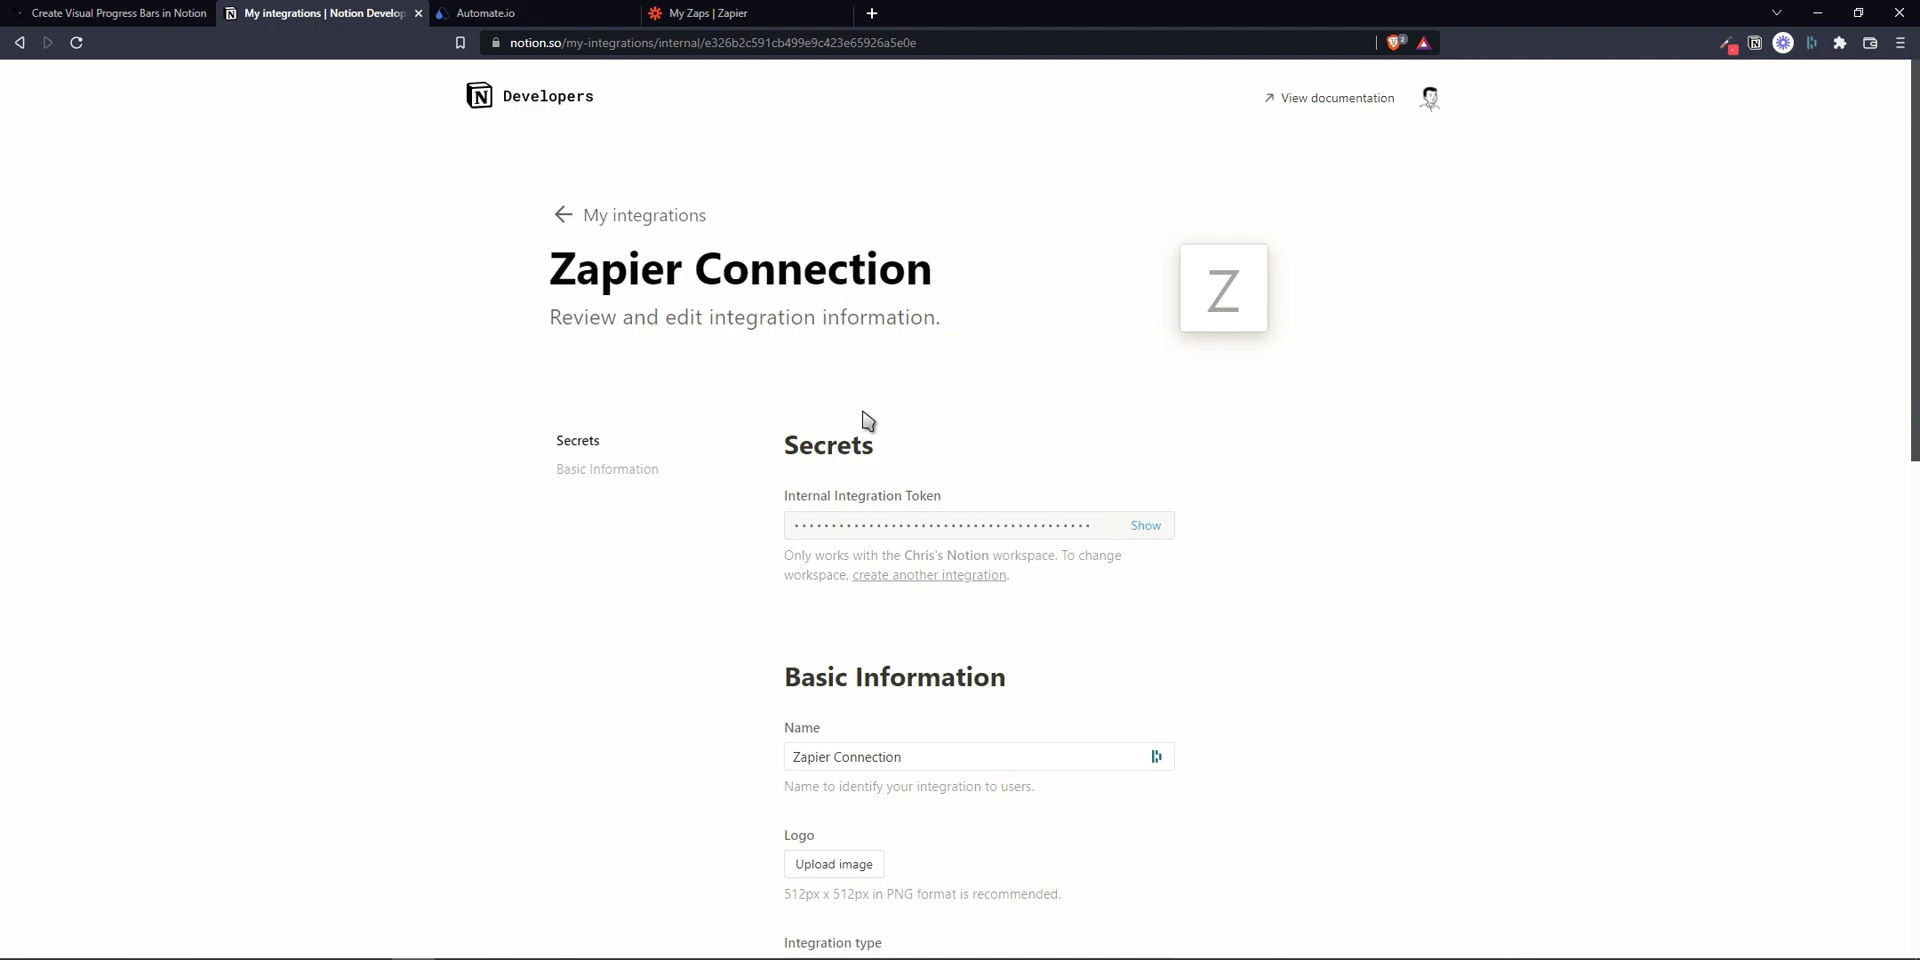 Create Visual Progress Bars in Notion
My integrations | Notion Develop
Automate.io
My Zaps | Zapier
notion.so/my-integrations/internal/e326b2c591cb499e9c423e65926a5e0e
2
N Developers
View documentation
My integrations
Zapier Connection
Review and edit integration information.
Z
Secrets
Basic Information
Secrets
Internal Integration Token
Show
Only works with the Chris's Notion workspace. To change
workspace, create another integration.
Basic Information
Name
Zapier Connection
Name to identify your integration to users.
Logo
Upload image
512px x 512px in PNG format is recommended.
Integration type